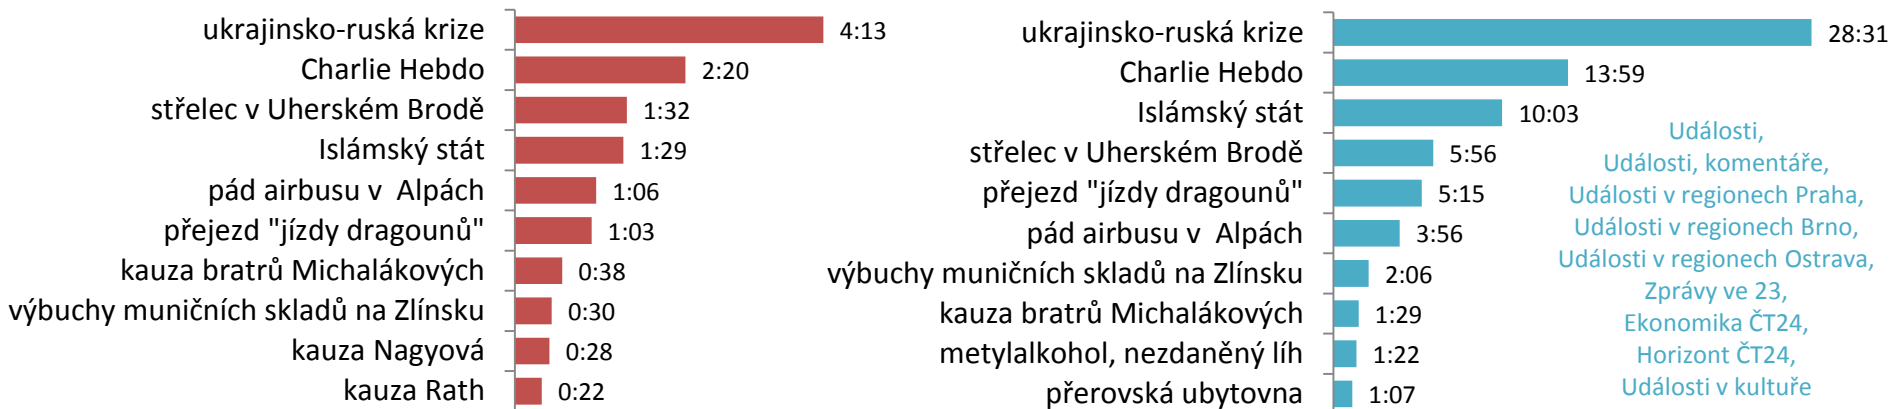 ukrajinsko-ruská krize 4:13
Charlie Hebdo 2:20
střelec v Uherském Brodě 1:32
Islámský stát 1:29
pád airbusu v Alpách 1:06
přejezd "jízdy dragounů" 1:03
kauza bratrů Michalákových 0:38
výbuchy muničních skladů na Zlínsku 0:30
kauza Nagyová 0:28
kauza Rath 0:22
ukrajinsko-ruská krize 28:31
Charlie Hebdo 13:59
Islámský stát 10:03
střelec v Uherském Brodě 5:56
přejezd "jízdy dragounů" 5:15
pád airbusu v Alpách 3:56
výbuchy muničních skladů na Zlínsku 2:06
kauza bratrů Michalákových 1:29
metylalkohol, nezdaněný líh 1:22
přerovská ubytovna 1:07
Události,
Události, komentáře,
Události v regionech Praha,
Události v regionech Brno,
Události v regionech Ostrava,
Zprávy ve 23,
Ekonomika ČT24,
Horizont ČT24,
Události v kultuře